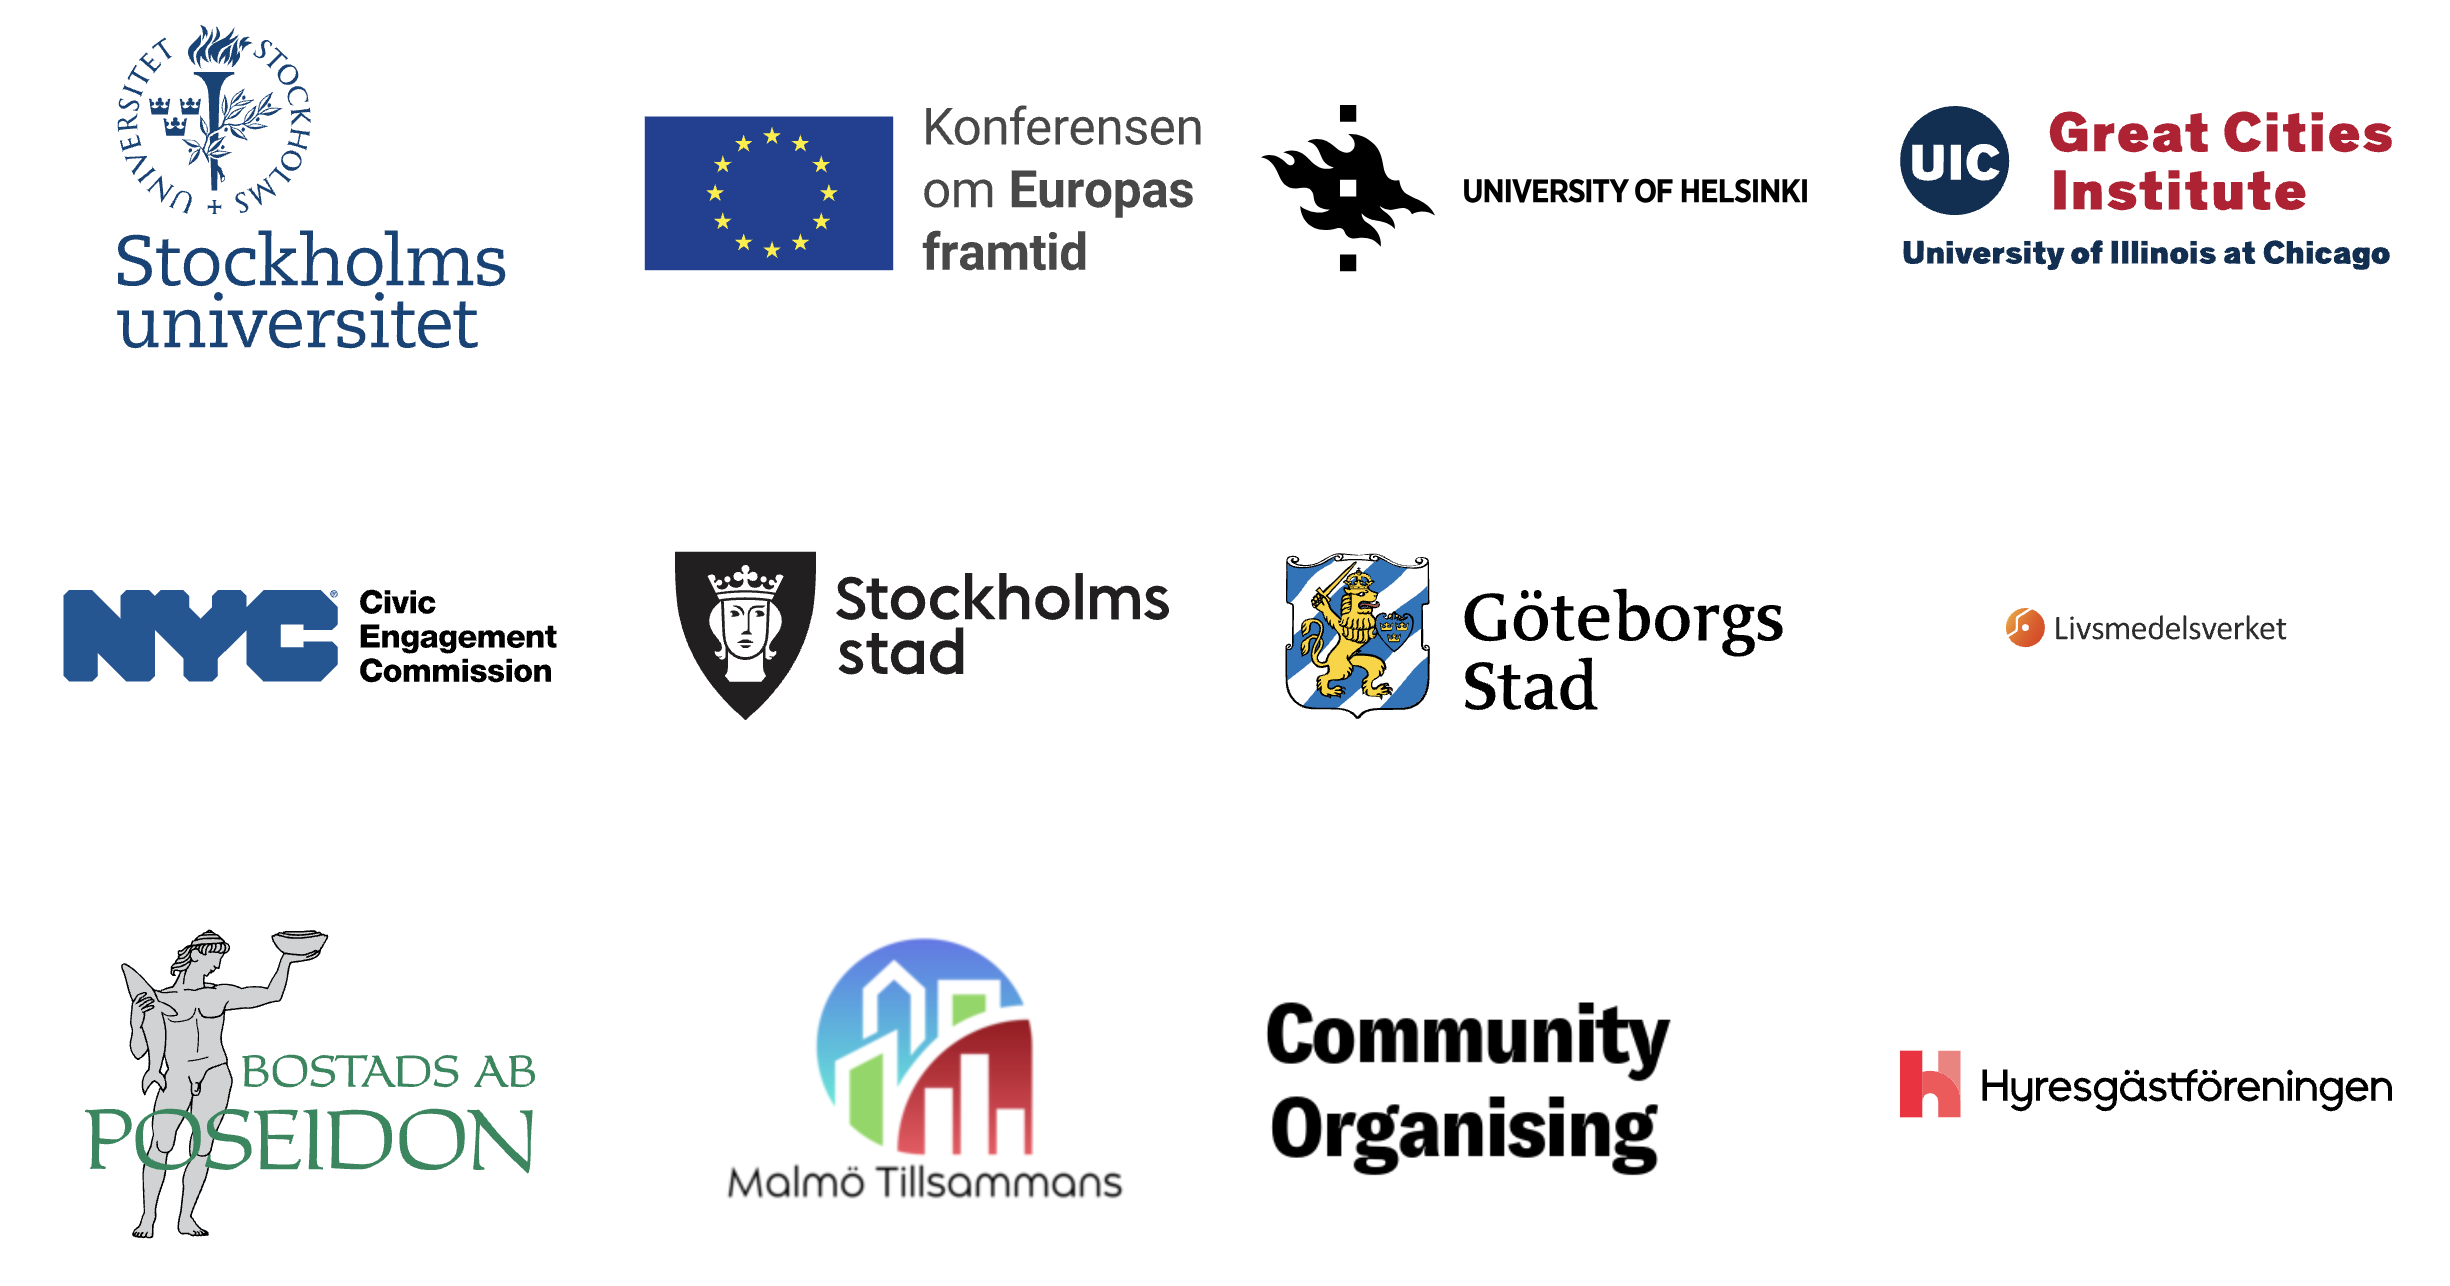 STOCKHOLMS UNIVERSITET
Stockholms
universitet
Konferensen
om Europas
framtid
UNIVERSITY OF HELSINKI
UIC
Great Cities
Institute
University of Illinois at Chicago
NYC®
Civic
Engagement
Commission
Stockholms
stad
Göteborgs
Stad
Livsmedelsverket
BOSTADS AB
POSEIDON
Malmö Tillsammans
Community
Organising
Hyresgästföreningen